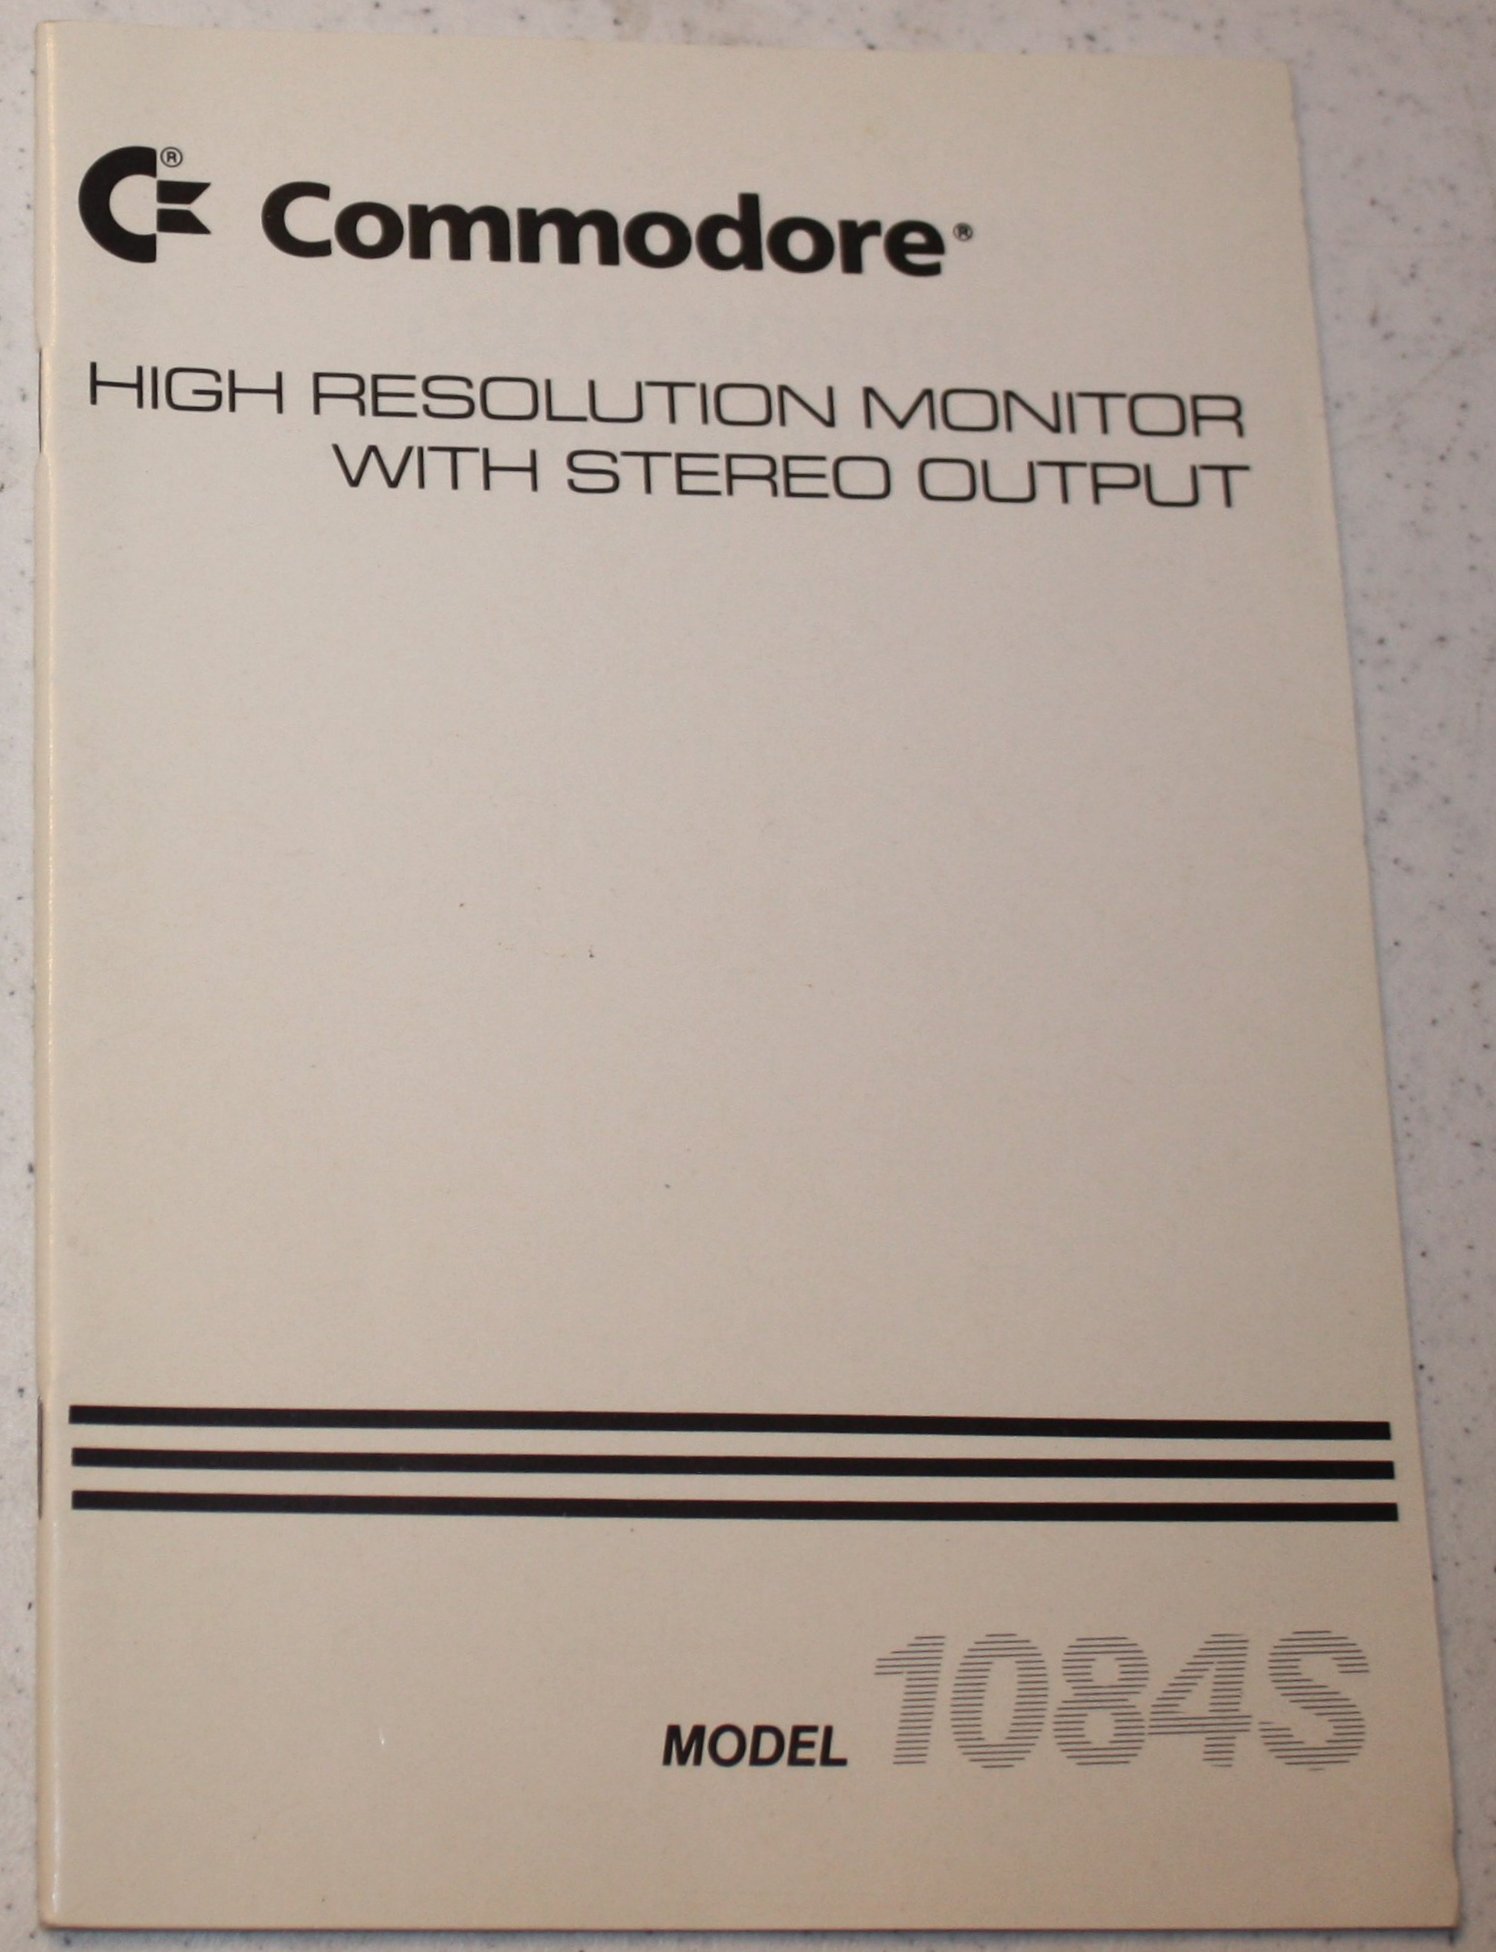 ® Commodore®
HIGH RESOLUTION MONITOR
WITH STEREO OUTPUT
MODEL 1084S